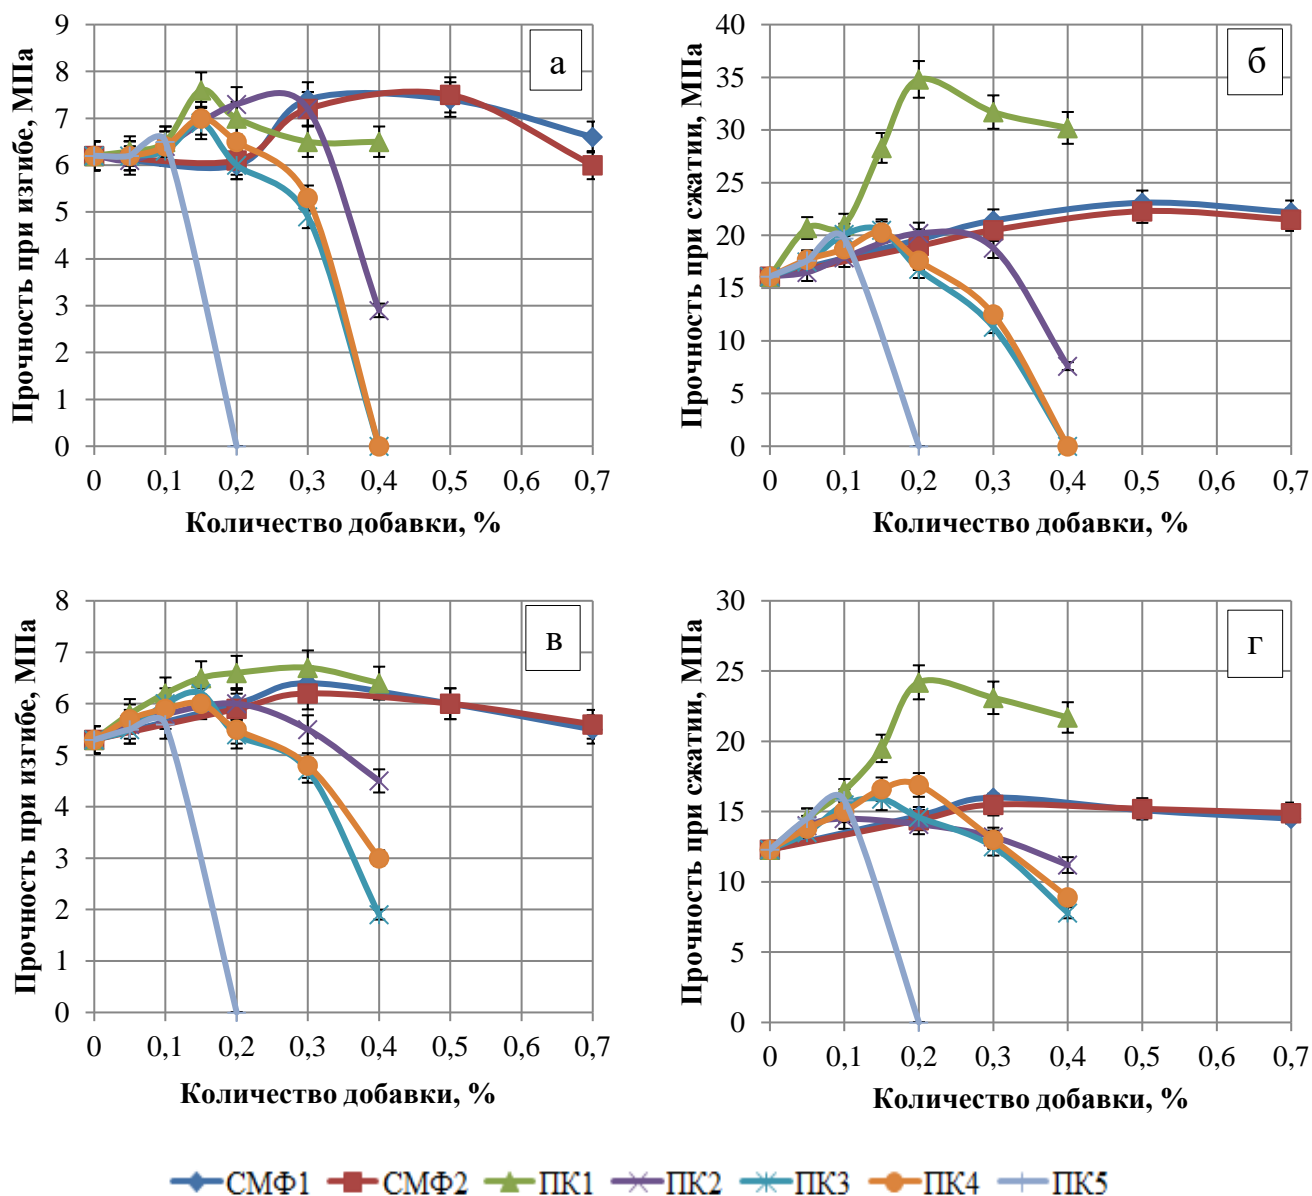 а
Прочность при изгибе, МПа
9
8
7
6
5
4
3
2
1
0
0 0,1 0,2 0,3 0,4 0,5 0,6 0,7
Количество добавки, %
б
Прочность при сжатии, МПа
40
35
30
25
20
15
10
5
0
0 0,1 0,2 0,3 0,4 0,5 0,6 0,7
Количество добавки, %
в
Прочность при изгибе, МПа
8
7
6
5
4
3
2
1
0
0 0,1 0,2 0,3 0,4 0,5 0,6 0,7
Количество добавки, %
г
Прочность при сжатии, МПа
30
25
20
15
10
5
0
0 0,1 0,2 0,3 0,4 0,5 0,6 0,7
Количество добавки, %
СМФ1 СМФ2 ПК1 ПК2 ПК3 ПК4 ПК5